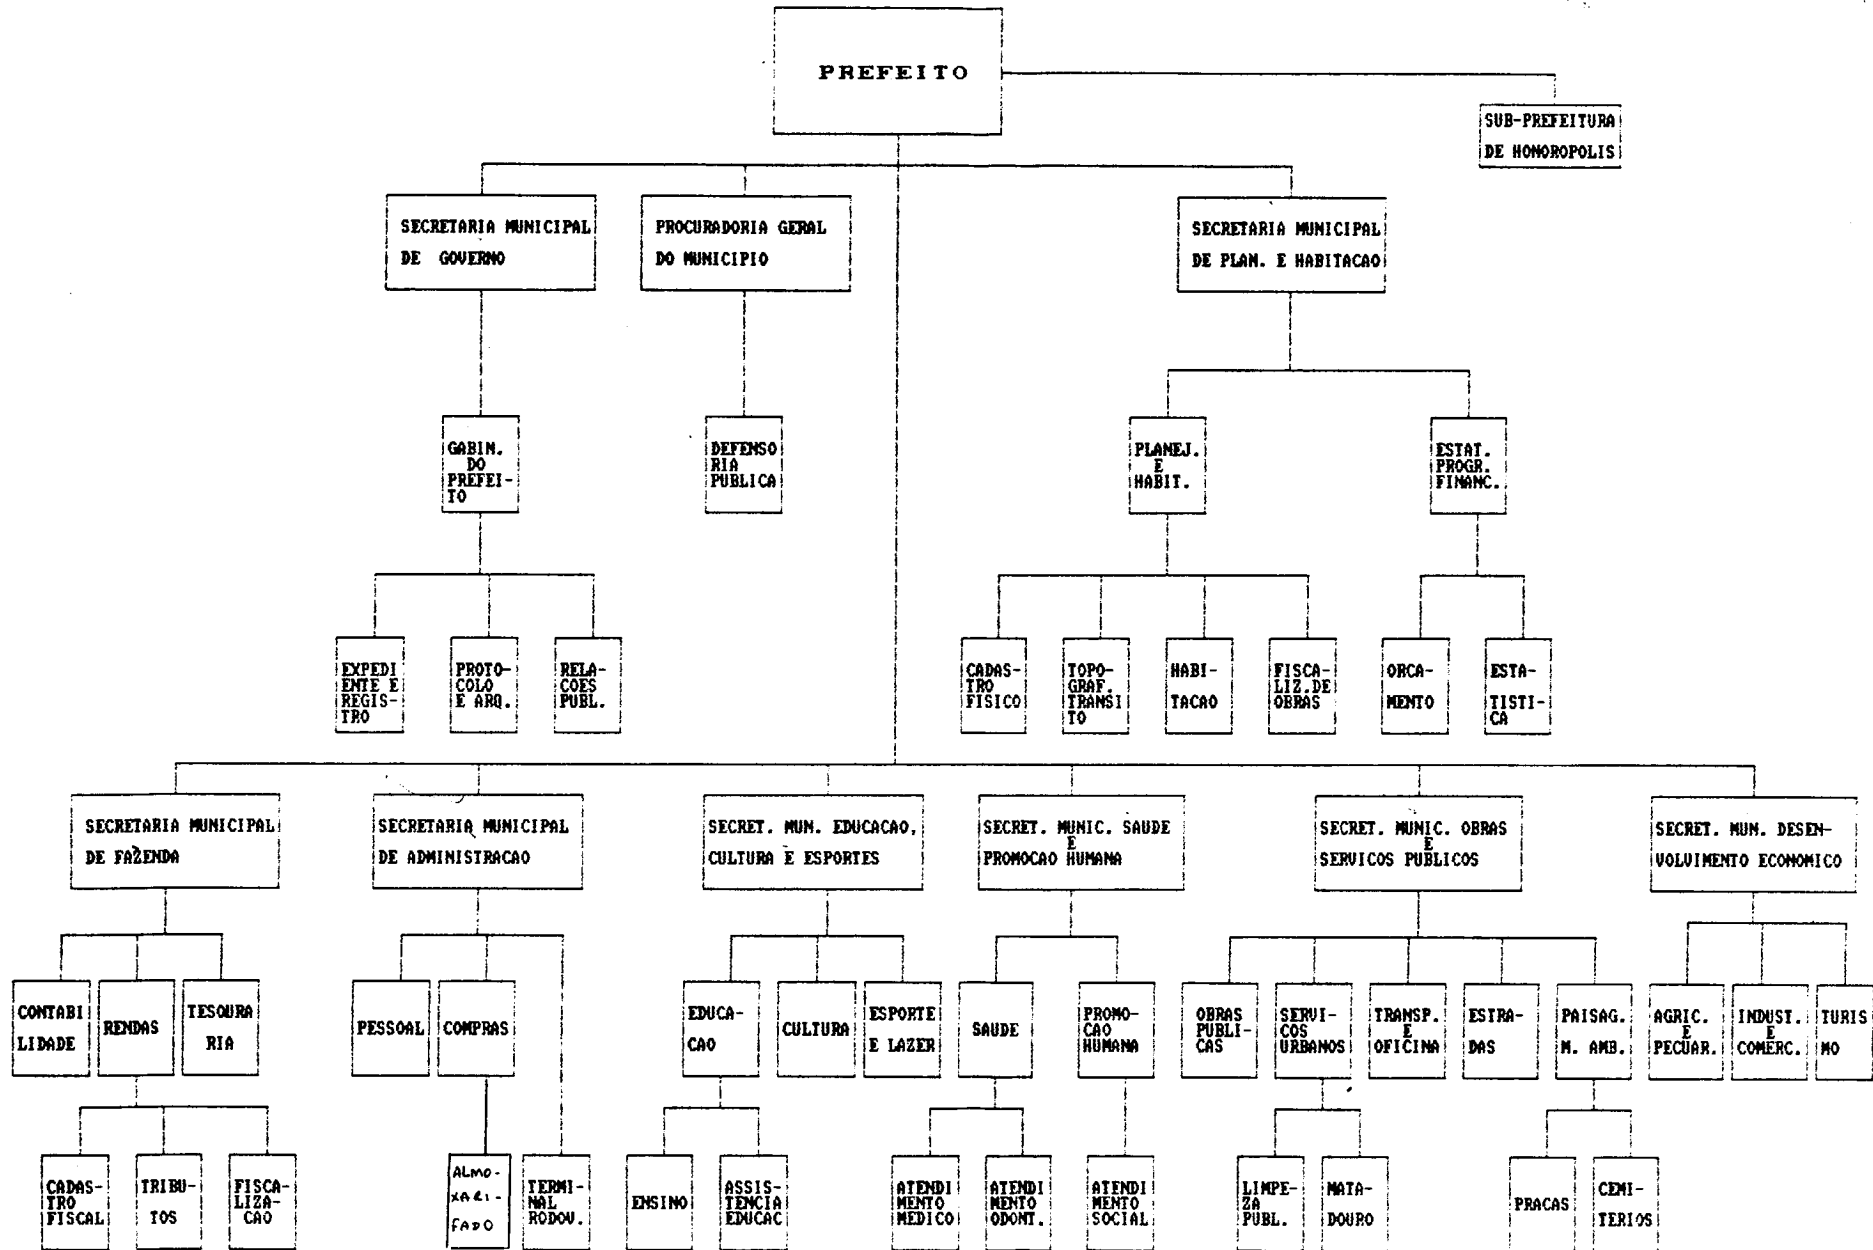 PREFEITO
SUB-PREFEITURA
DE HONOROPOLIS
SECRETARIA MUNICIPAL
DE GOVERNO
PROCURADORIA GERAL
DO MUNICIPIO
SECRETARIA MUNICIPAL
DE PLAN. E HABITACAO
GABIN.
DO
PREFEI-
TO
DEFENSO
RIA
PUBLICA
PLANEJ.
E
HABIT.
ESTAT.
PROGR.
FINANC.
EXPEDI
ENTE E
REGIS-
TRO
PROTO-
COLO
E ARQ.
RELA-
COES
PUBL.
CADAS-
TRO
FISICO
TOPO-
GRAF.
TRANSI
TO
HABI-
TACAO
FISCA-
LIZ.DE
OBRAS
ORCA-
MENTO
ESTA-
TISTI-
CA
SECRETARIA MUNICIPAL
DE FAZENDA
SECRETARIA MUNICIPAL
DE ADMINISTRACAO
SECRET. MUN. EDUCACAO,
CULTURA E ESPORTES
SECRET. MUNIC. SAUDE
E
PROMOCAO HUMANA
SECRET. MUNIC. OBRAS
E
SERVICOS PUBLICOS
SECRET. MUN. DESEN-
VOLVIMENTO ECONOMICO
CONTABI
LIDADE
RENDAS
TESOURA
RIA
PESSOAL
COMPRAS
EDUCA-
CAO
CULTURA
ESPORTE
E LAZER
SAUDE
PROMO-
CAO
HUMANA
OBRAS
PUBLI-
CAS
SERVI-
COS
URBANOS
TRANSP.
E
OFICINA
ESTRA-
DAS
PAISAG.
M. AMB.
AGRIC.
E
PECUAR.
INDUST.
E
COMERC.
TURIS
MO
CADAS-
TRO
FISCAL
TRIBU-
TOS
FISCA-
LIZA-
CAO
ALMO-
XARI-
FADO
TERMI-
NAL
RODOV.
ENSINO
ASSIS-
TENCIA
EDUCAC
ATENDI
MENTO
MEDICO
ATENDI
MENTO
ODONT.
ATENDI
MENTO
SOCIAL
LIMPE-
ZA
PUBL.
MATA-
DOURO
PRACAS
CEMI-
TERIOS